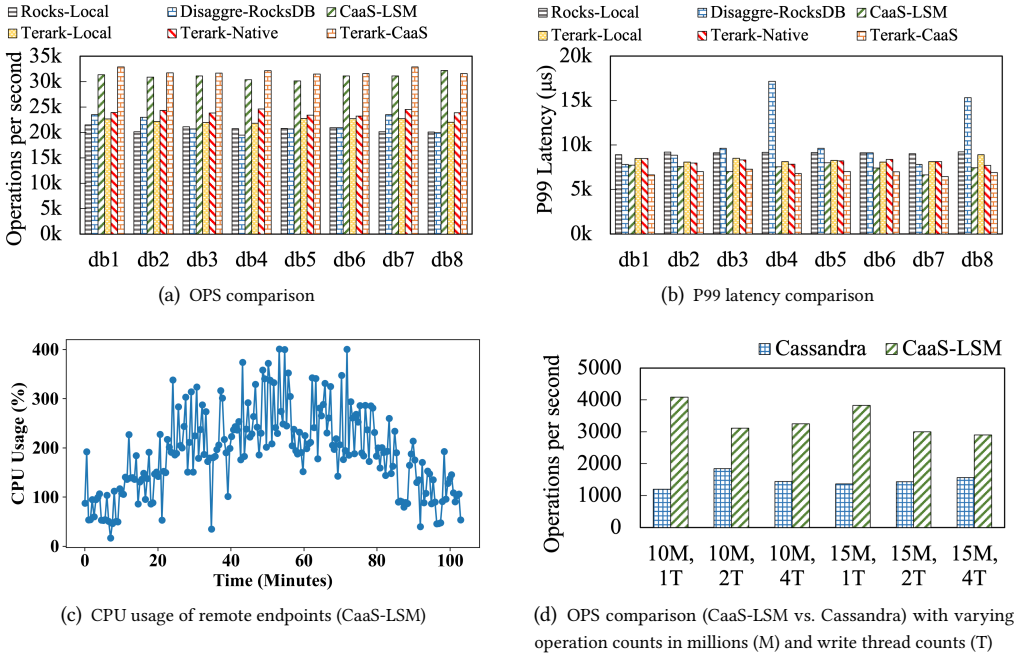 Rocks-Local Disaggre-RocksDB CaaS-LSM
Terark-Local Terark-Native Terark-CaaS
Operations per second
35k
30k
25k
20k
15k
10k
5k
0k
db1 db2 db3 db4 db5 db6 db7 db8
(a) OPS comparison
Rocks-Local Disaggre-RocksDB CaaS-LSM
Terark-Local Terark-Native Terark-CaaS
P99 Latency (μs)
20k
15k
10k
5k
0k
db1 db2 db3 db4 db5 db6 db7 db8
(b) P99 latency comparison
CPU Usage (%)
400
300
200
100
0
0 20 40 60 80 100
Time (Minutes)
(c) CPU usage of remote endpoints (CaaS-LSM)
Cassandra CaaS-LSM
Operations per second
5000
4000
3000
2000
1000
0
10M, 10M, 10M, 15M, 15M, 15M,
1T 2T 4T 1T 2T 4T
(d) OPS comparison (CaaS-LSM vs. Cassandra) with varying
operation counts in millions (M) and write thread counts (T)